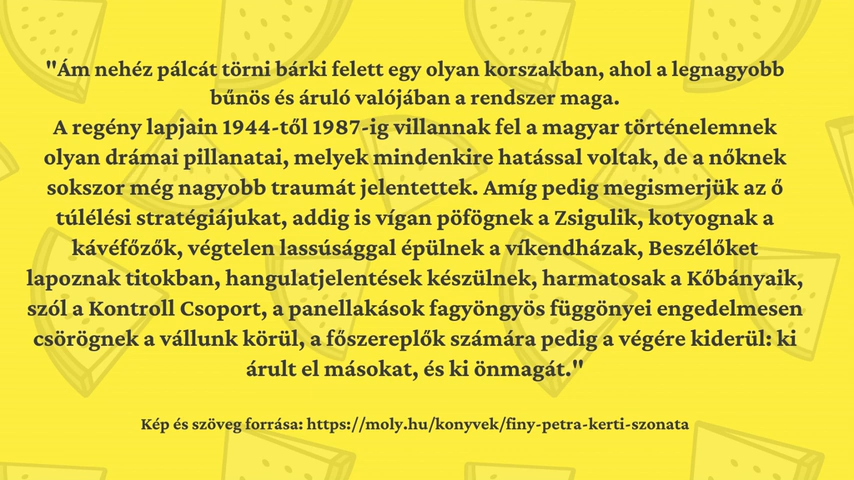 "Ám nehéz pálcát törni bárki felett egy olyan korszakban, ahol a legnagyobb
bűnös és áruló valójában a rendszer maga.
A regény lapjain 1944-től 1987-ig villannak fel a magyar történelemnek
olyan drámai pillanatai, melyek mindenkire hatással voltak, de a nőknek
sokszor még nagyobb traumát jelentettek. Amíg pedig megismerjük az ő
túlélési stratégiájukat, addig is vígan pöfögnek a Zsigulik, kotyognak a
kávéfőzők, végtelen lassúsággal épülnek a víkendházak, Beszélőket
lapoznak titokban, hangulatjelentések készülnek, harmatosak a Kőbányaik,
szól a Kontroll Csoport, a panellakások fagyöngyös függönyei engedelmesen
csörögnek a vállunk körül, a főszereplők számára pedig a végére kiderül: ki
árult el másokat, és ki önmagát."
Kép és szöveg forrása: https://moly.hu/konyvek/finy-petra-kerti-szonata